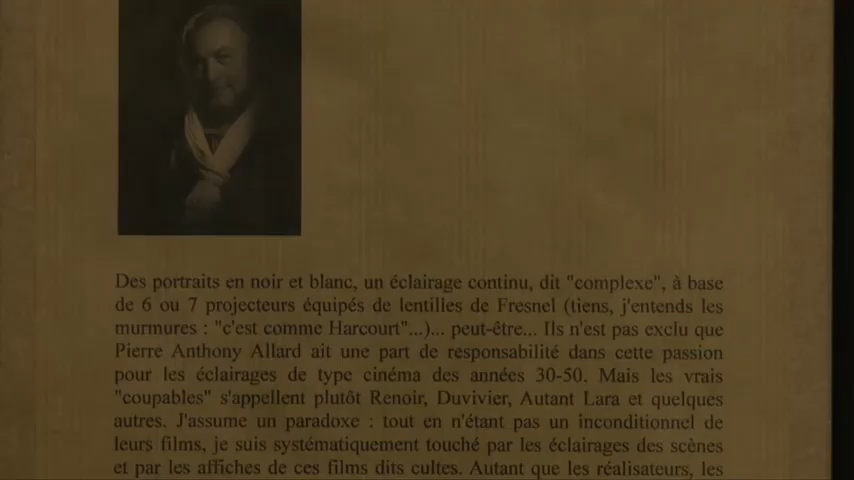 Des portraits en noir et blanc, un éclairage continu, dit "complexe", à base
de 6 ou 7 projecteurs équipés de lentilles de Fresnel (tiens, j'entends les
murmures : "c'est comme Harcourt"...)... peut-être... Ils n'est pas exclu que
Pierre Anthony Allard ait une part de responsabilité dans cette passion
pour les éclairages de type cinéma des années 30-50. Mais les vrais
"coupables" s'appellent plutôt Renoir, Duvivier, Autant Lara et quelques
autres. J'assume un paradoxe : tout en n'étant pas un inconditionnel de
leurs films, je suis systématiquement touché par les éclairages des scènes
et par les affiches de ces films dits cultes. Autant que les réalisateurs, les